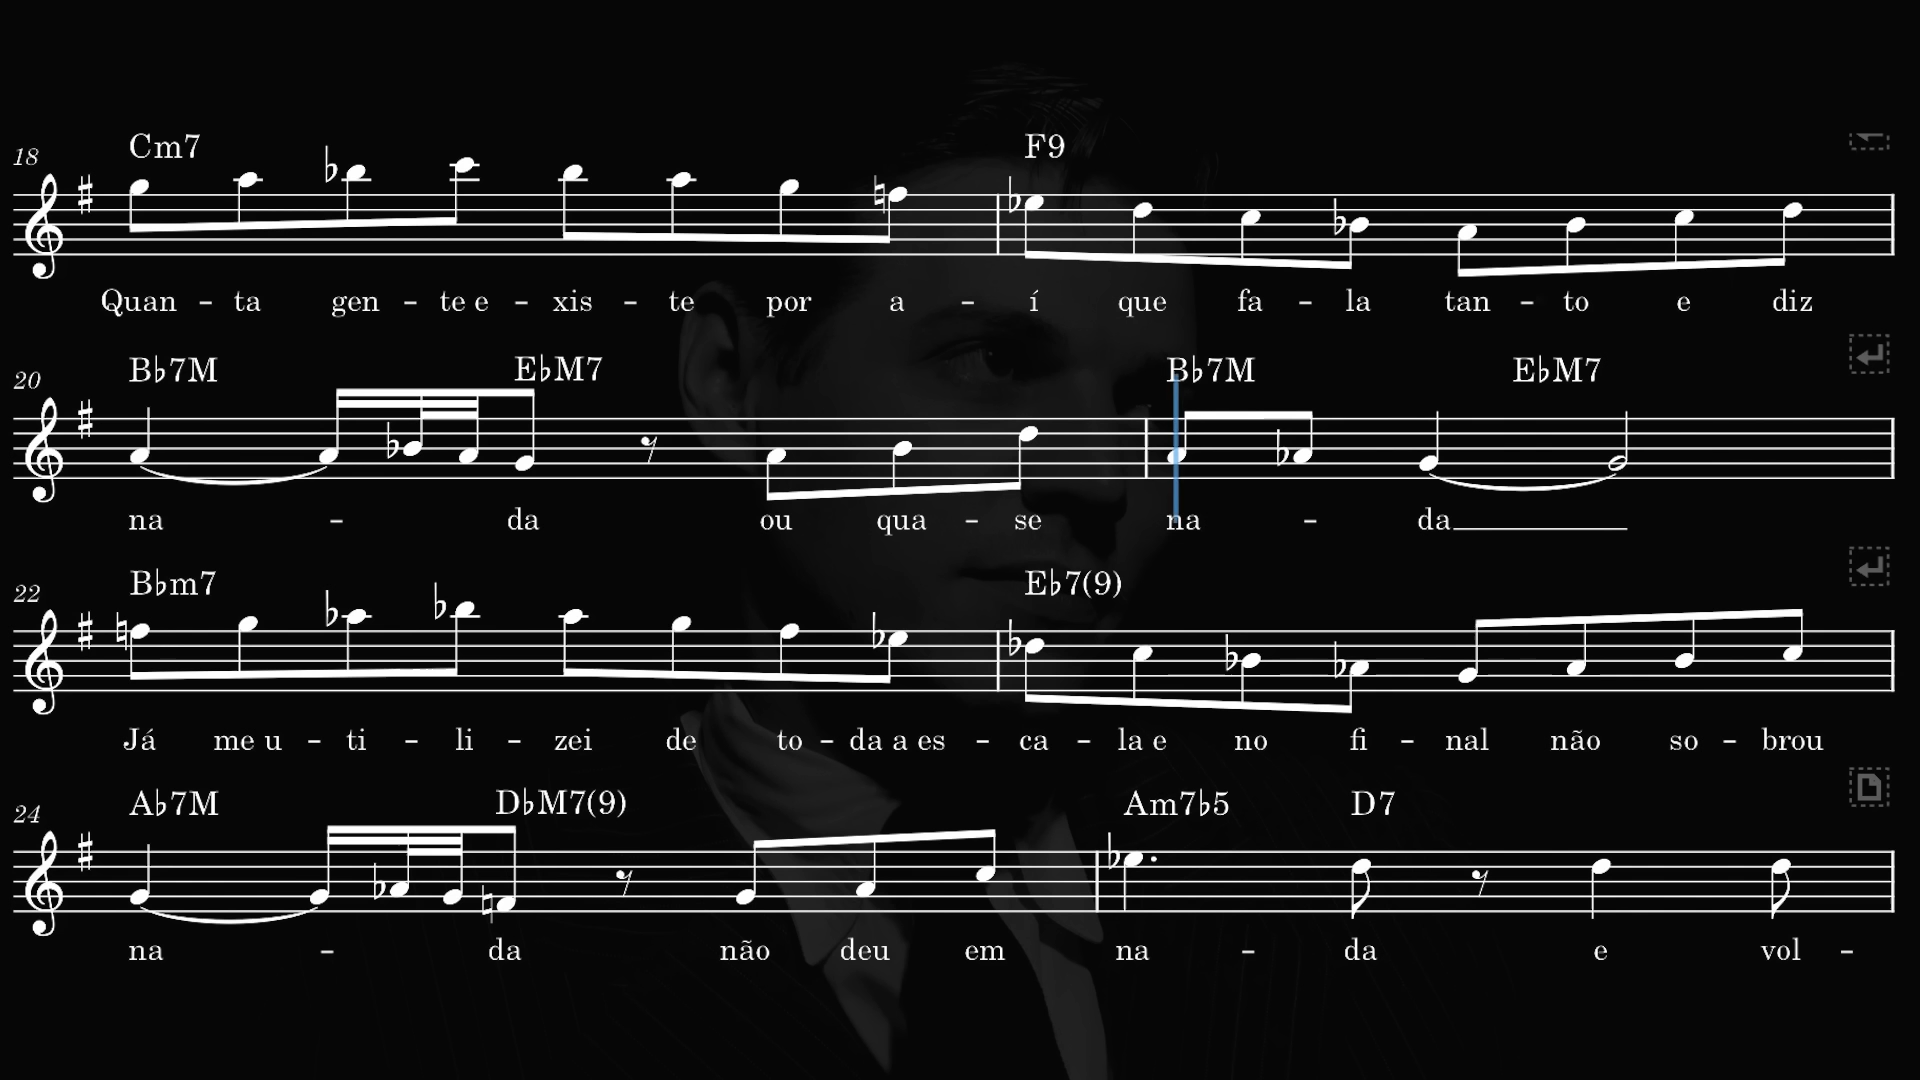 18 Cm7 F9
Quan - ta gen - te e - xis - te por a - í que fa - la tan - to e diz
20 B♭7M E♭M7 B♭7M E♭M7
na - da ou qua - se na - da
22 B♭m7 E♭7(9)
Já me u - ti - li - zei de to - da a es - ca - la e no fi - nal não so - brou
24 A♭7M D♭M7(9) Am7♭5 D7
na - da não deu em na - da e vol -